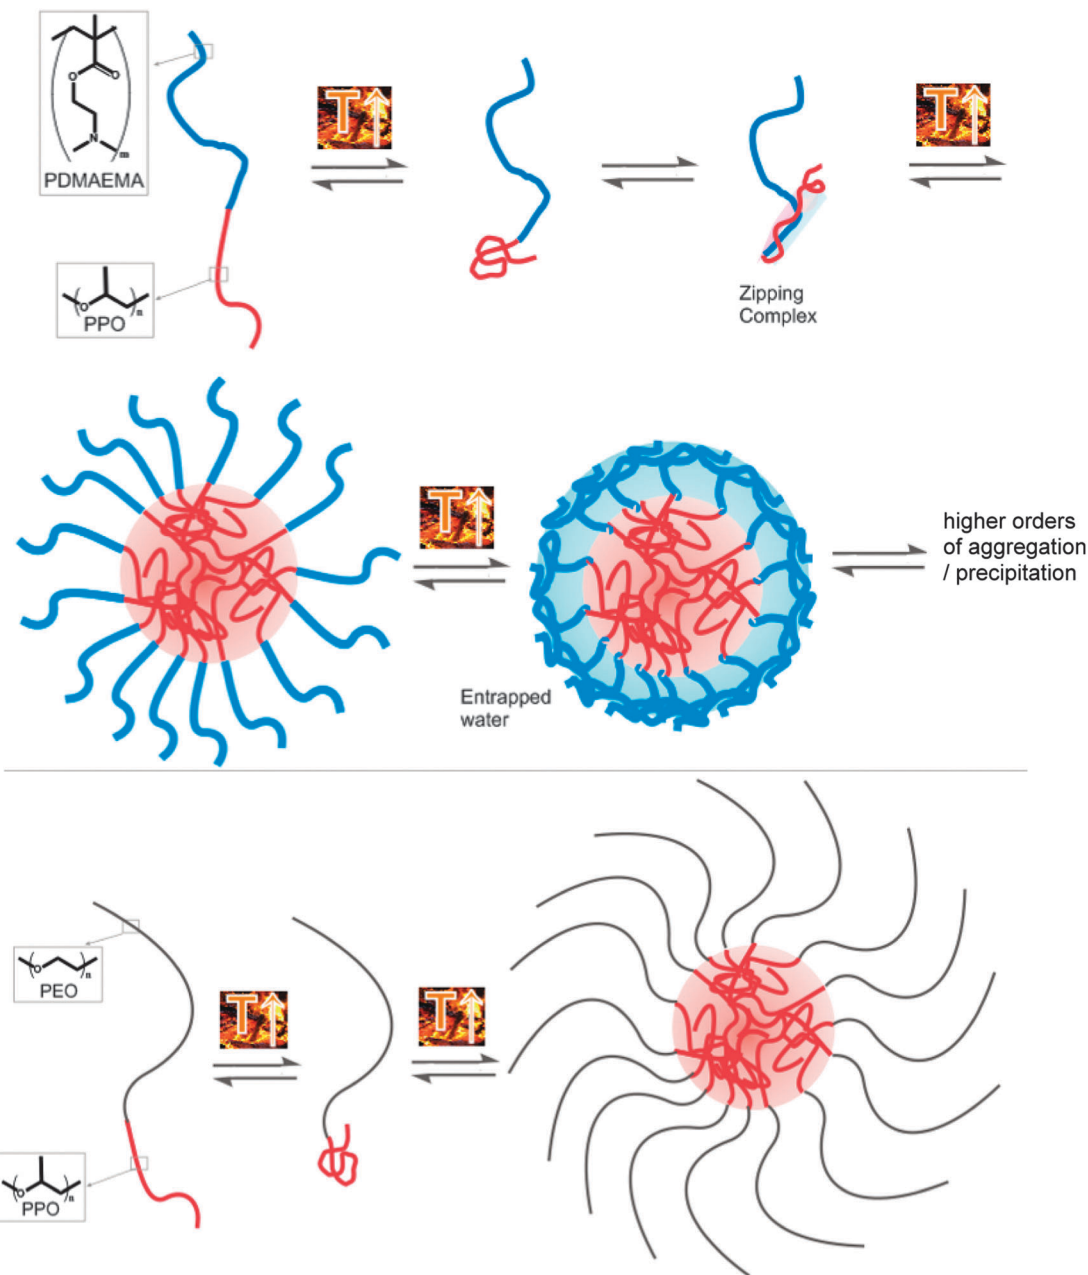 O
O
N
m
PDMAEMA
O
n
PPO
T
T
Zipping
Complex
T
higher orders
of aggregation
/ precipitation
Entrapped
water
O
n
PEO
T
T
O
n
PPO